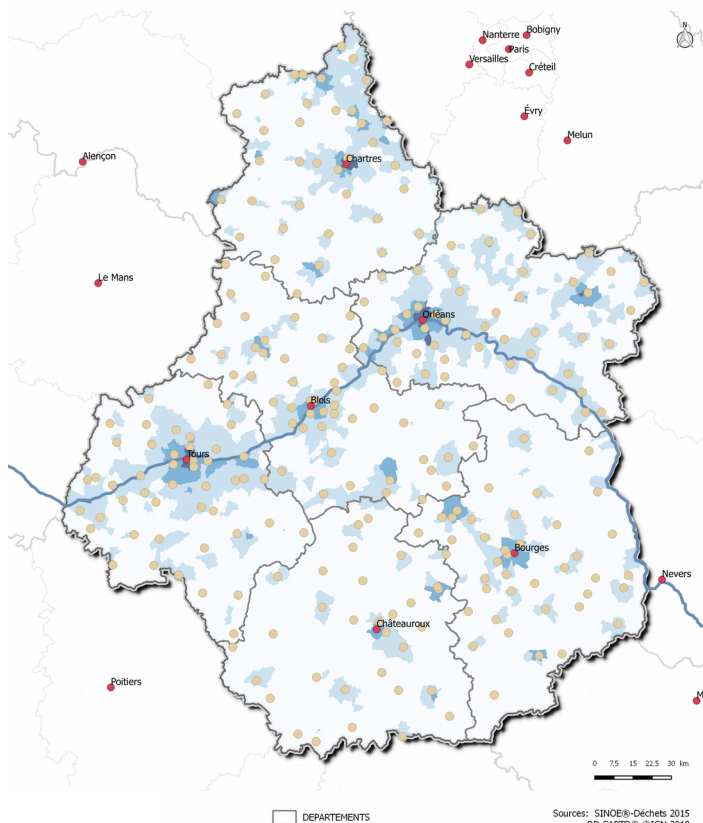 N
Nanterre
Bobigny
Paris
Versailles
Créteil
Évry
Melun
Alençon
Chartres
Le Mans
Orléans
Blois
Tours
Bourges
Nevers
Châteauroux
Poitiers
M
0 7.5 15 22.5 30 km
DEPARTEMENTS
Sources: SINOE®-Déchets 2015